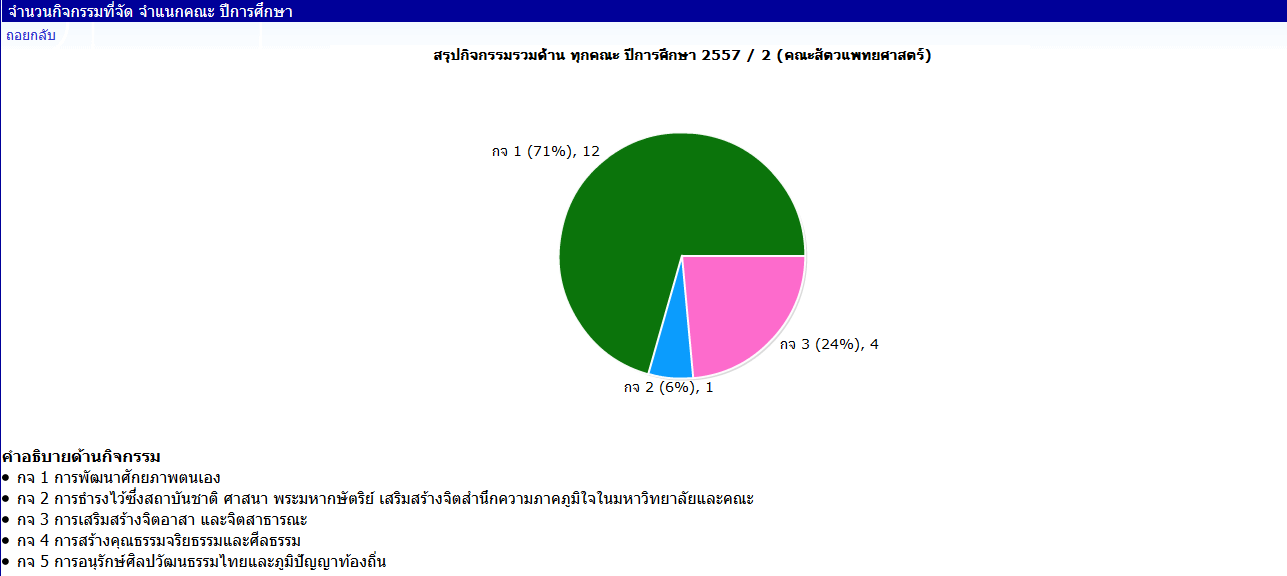 จำนวนกิจกรรมที่จัด จำแนกคณะ ปีการศึกษา
ถอยกลับ
สรุปกิจกรรมรวมด้าน ทุกคณะ ปีการศึกษา 2557 / 2 (คณะสัตวแพทยศาสตร์)
กจ 1 (71%), 12
กจ 3 (24%), 4
กจ 2 (6%), 1
คำอธิบายด้านกิจกรรม
● กจ 1 การพัฒนาศักยภาพตนเอง
● กจ 2 การธำรงไว้ซึ่งสถาบันชาติ ศาสนา พระมหากษัตริย์ เสริมสร้างจิตสำนึกความภาคภูมิใจในมหาวิทยาลัยและคณะ
● กจ 3 การเสริมสร้างจิตอาสา และจิตสาธารณะ
● กจ 4 การสร้างคุณธรรมจริยธรรมและศีลธรรม
● กจ 5 การอนุรักษ์ศิลปวัฒนธรรมไทยและภูมิปัญญาท้องถิ่น